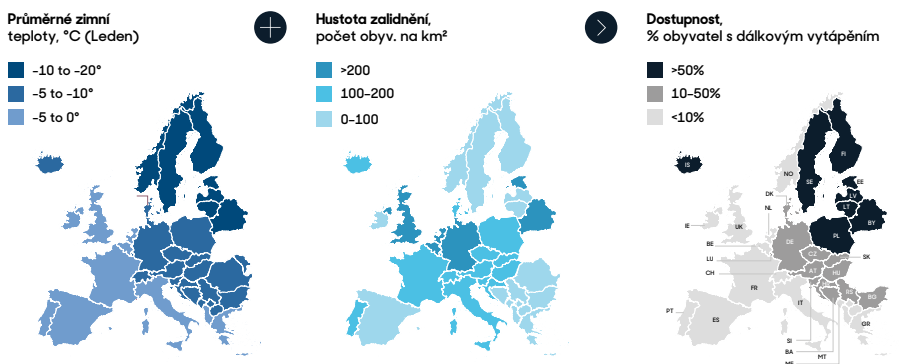 Průměrné zimní
teploty, °C (Leden)
-10 to -20°
-5 to -10°
-5 to 0°
Hustota zalidnění,
počet obyv. na km²
>200
100-200
0-100
Dostupnost,
% obyvatel s dálkovým vytápěním
>50%
10-50%
<10%
IS
NO
SE
FI
EE
LV
LT
BY
DK
NL
IE
UK
BE
LU
CH
DE
PL
CZ
SK
AT
HU
FR
RS
BG
IT
PT
ES
GR
SI
BA
MT
ME